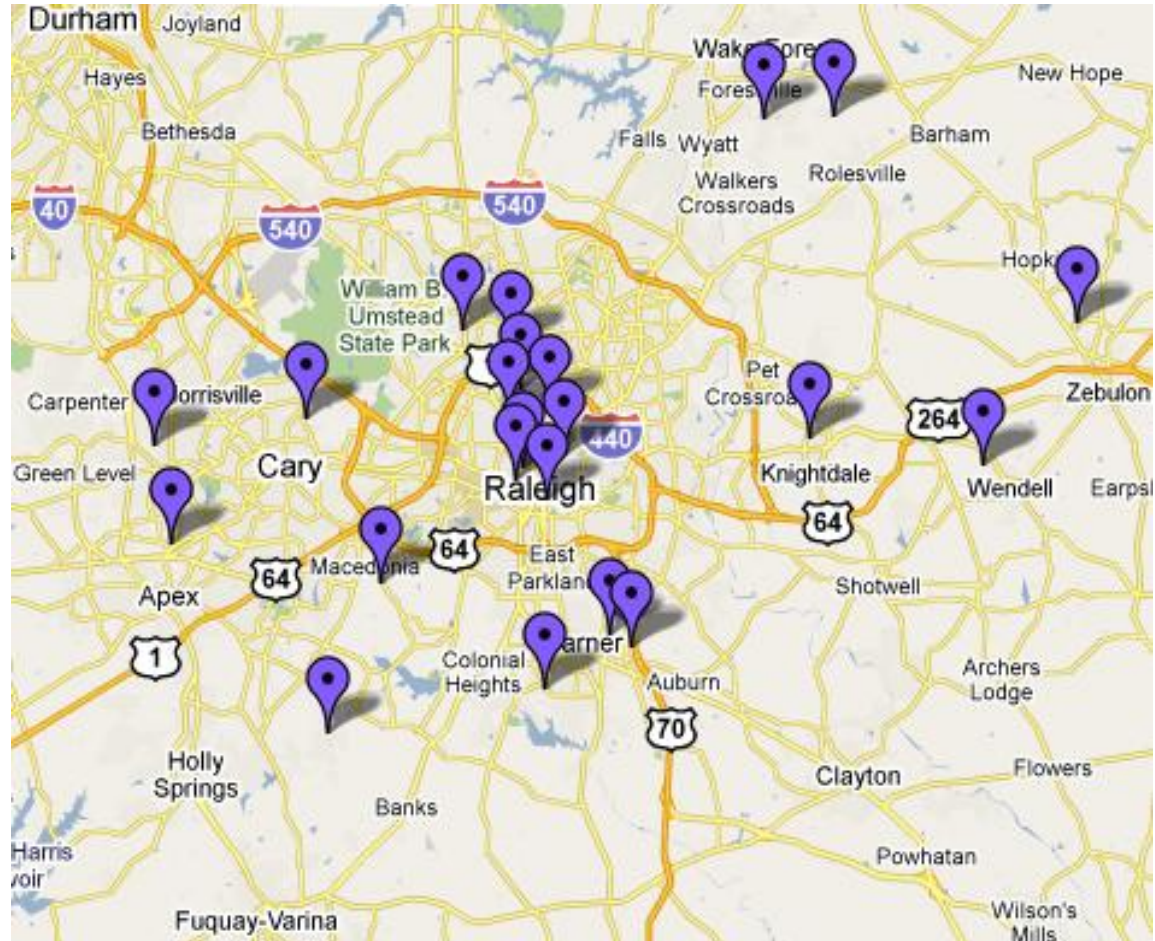 Durham
Joyland
Hayes
Bethesda
40
540
540
Falls
Wyatt
New Hope
Barham
Rolesville
Walkers
Crossroads
William B.
Umstead
State Park
Carpenter
Green Level
Cary
440
Raleigh
Pet
264
Zebulon
Knightdale
Wendell
64
64
64
East
Shotwell
Apex
1
Colonial
Heights
Auburn
Archers
Lodge
70
Holly
Springs
Clayton
Flowers
Banks
Harris
Powhatan
Fuquay-Varina
Wilson's
Mills